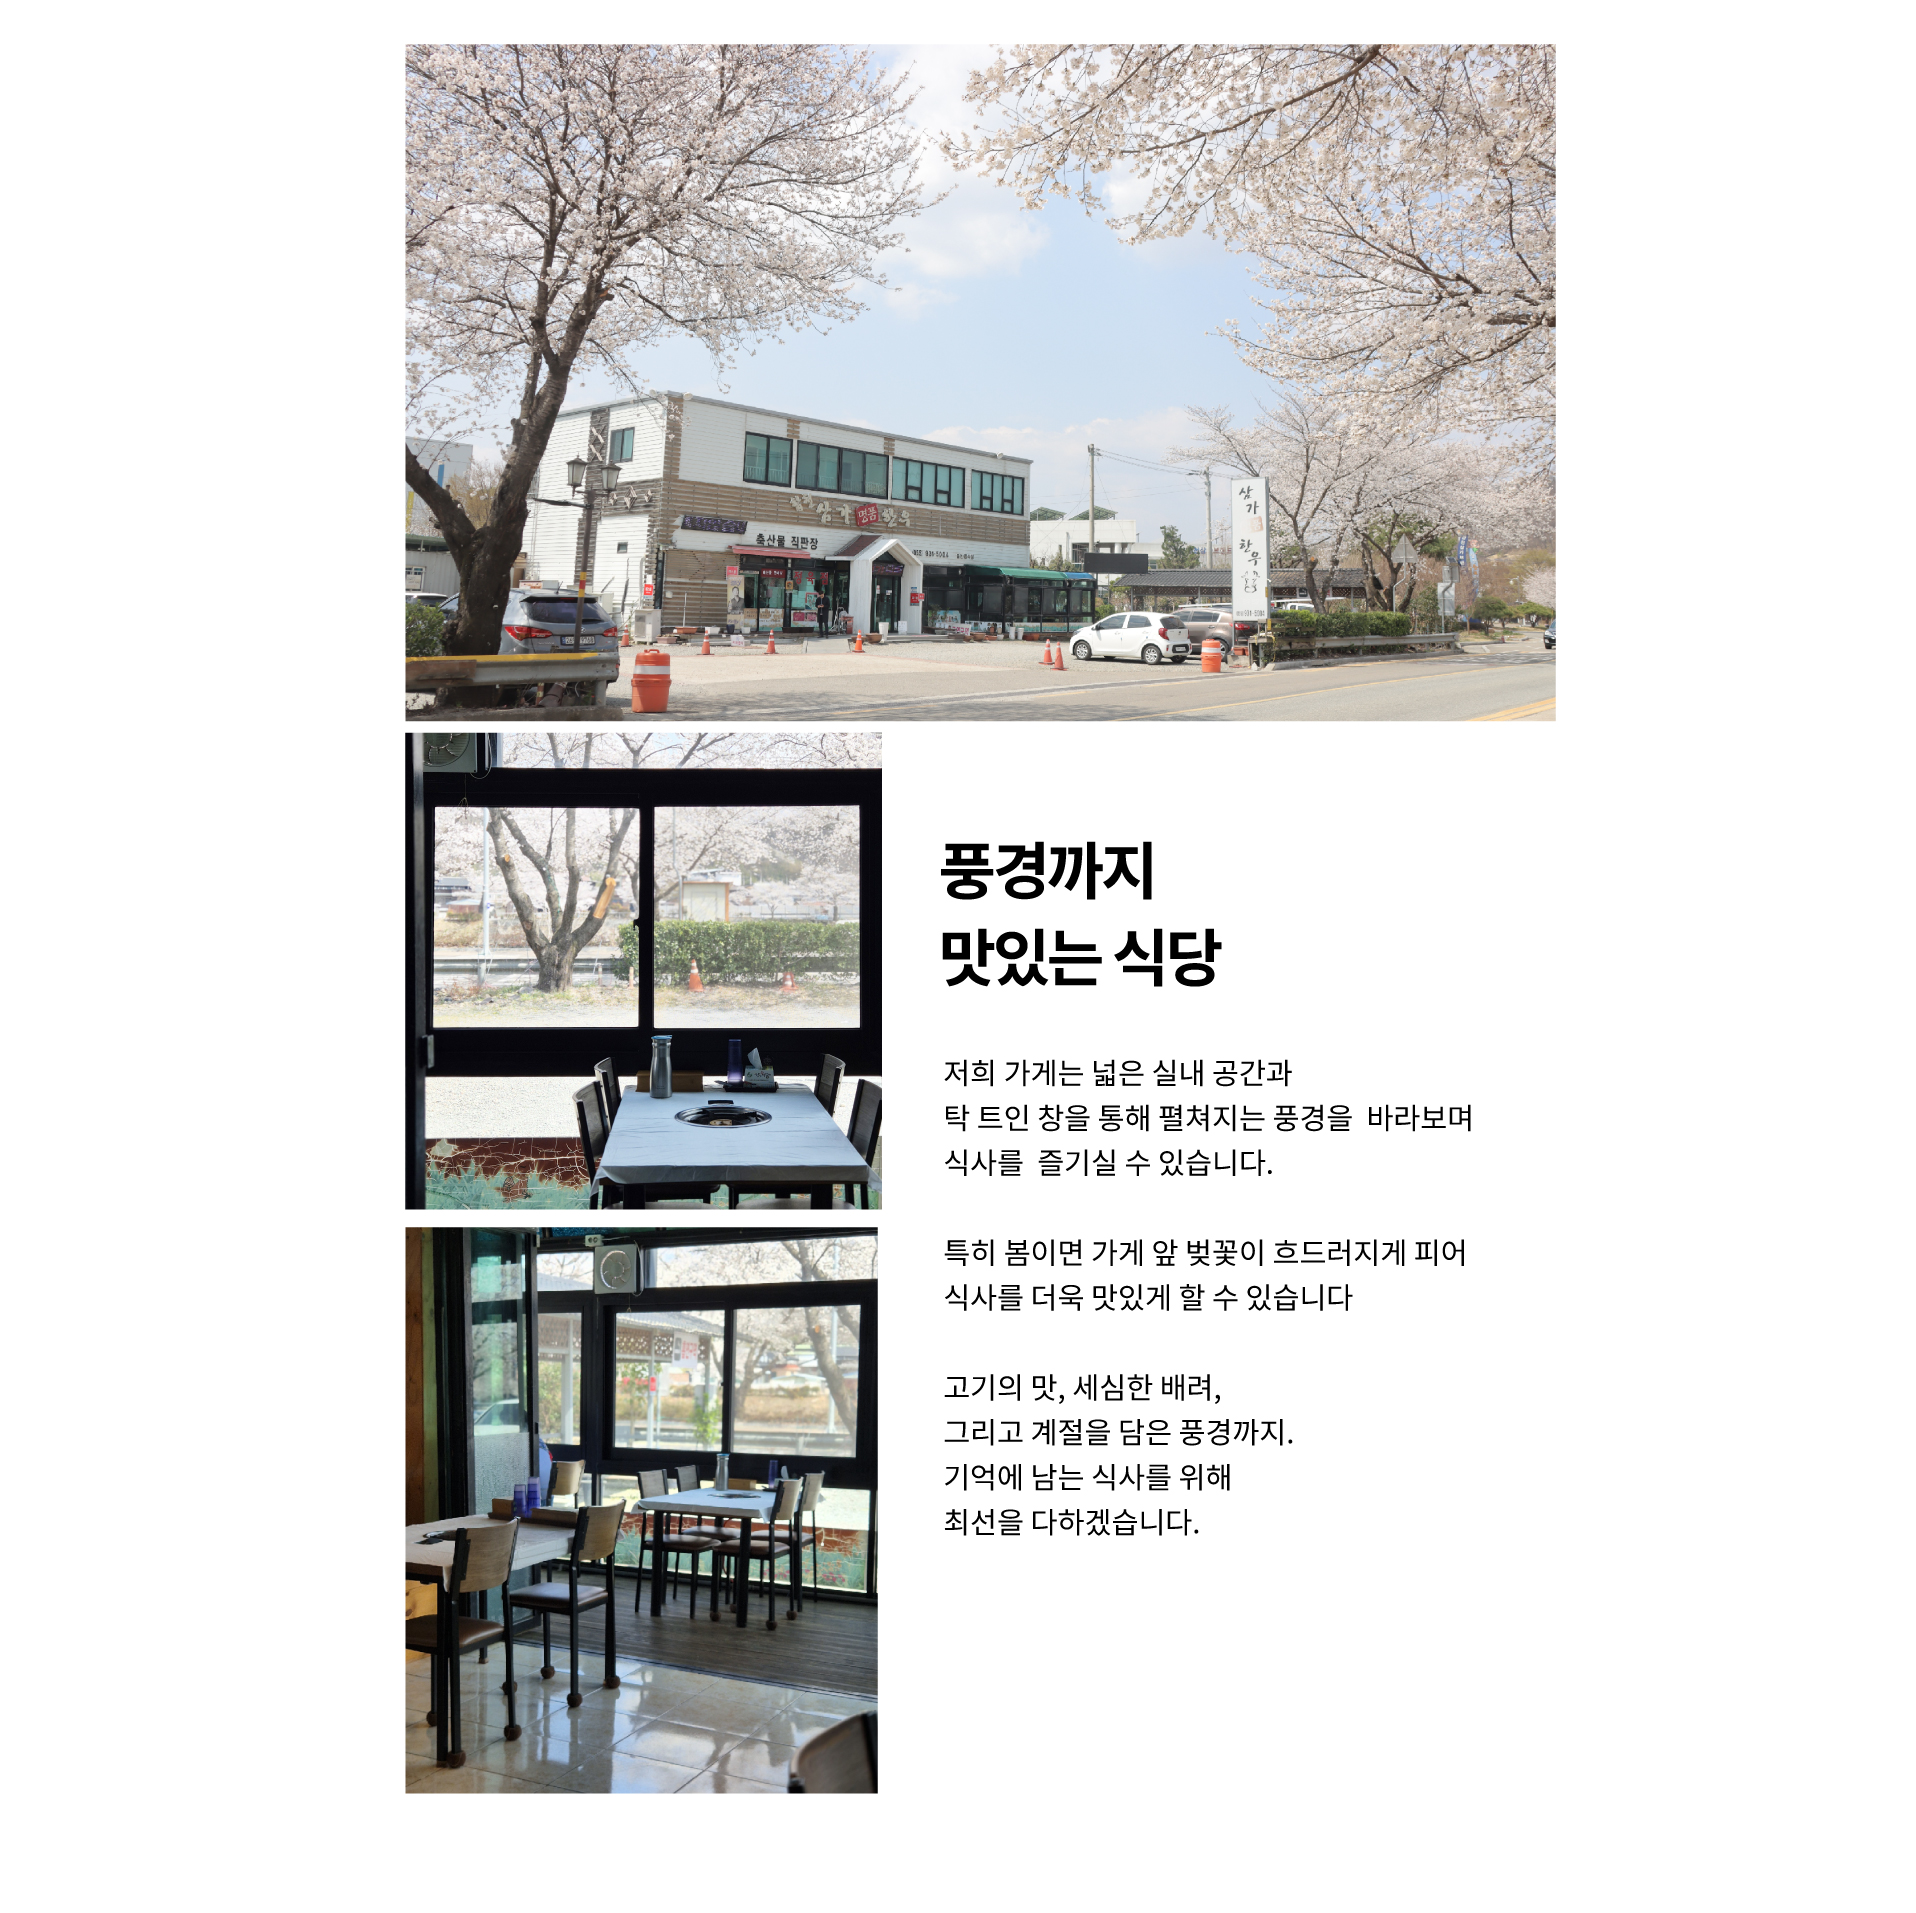 삼가 명품 한우
축산물 직판장
삼가
한우
풍경까지
맛있는 식당
저희 가게는 넓은 실내 공간과
탁 트인 창을 통해 펼쳐지는 풍경을 바라보며
식사를 즐기실 수 있습니다.
특히 봄이면 가게 앞 벚꽃이 흐드러지게 피어
식사를 더욱 맛있게 할 수 있습니다
고기의 맛, 세심한 배려,
그리고 계절을 담은 풍경까지.
기억에 남는 식사를 위해
최선을 다하겠습니다.